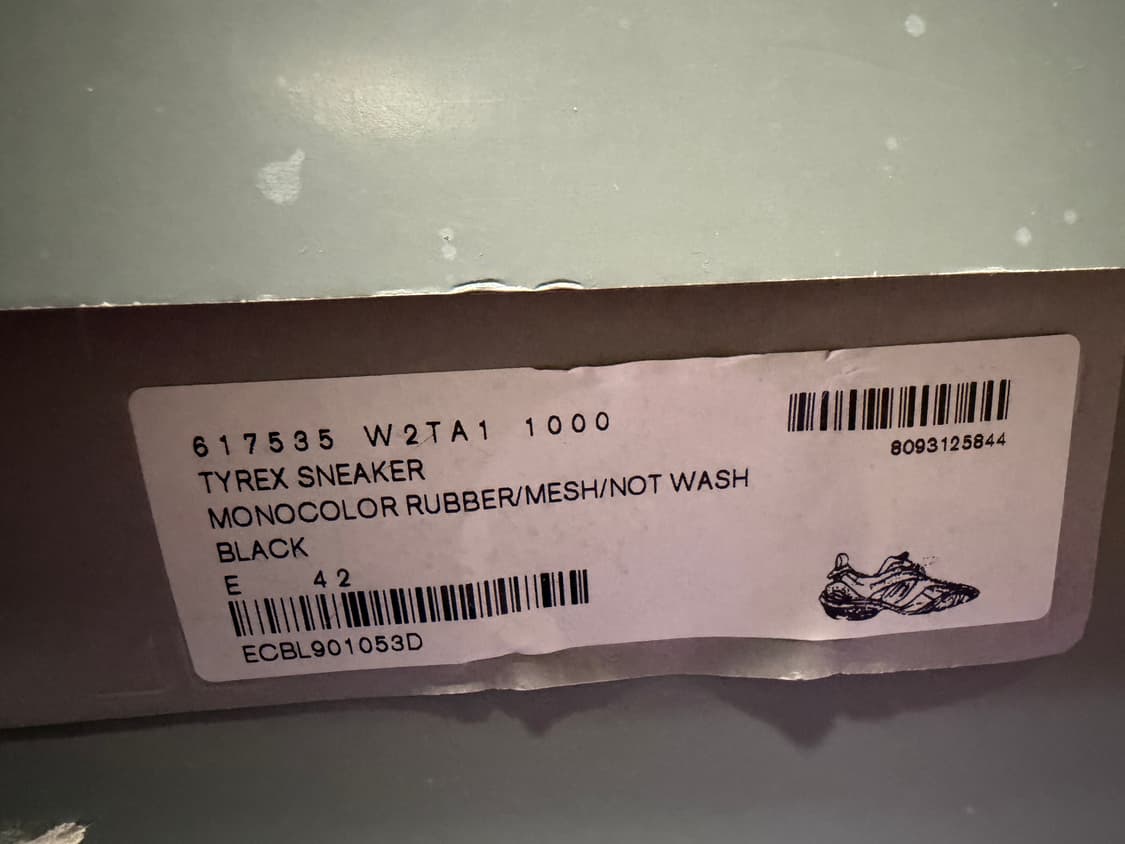 617535 W2TA1 1000
TYREX SNEAKER
MONOCOLOR RUBBER/MESH/NOT WASH
BLACK
E 42
ECBL901053D
8093125844